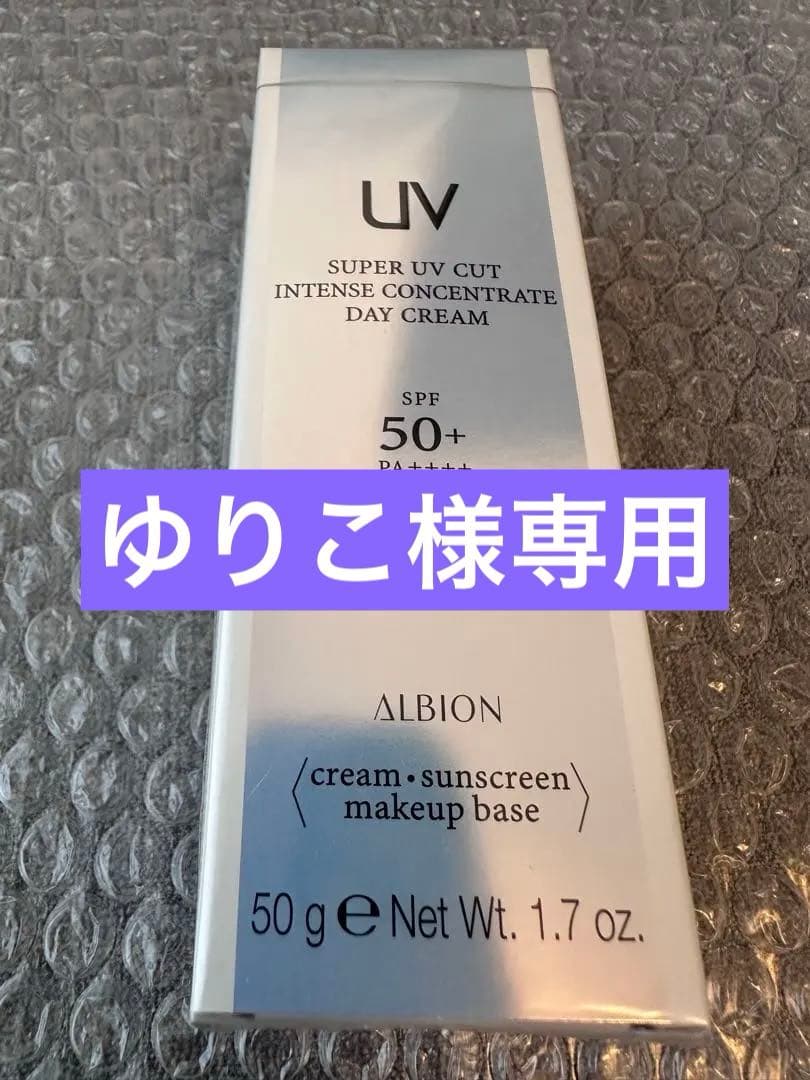 UV
SUPER UV CUT
INTENSE CONCENTRATE
DAY CREAM
SPF
50+
PA++++
ゆりこ様専用
ALBION
〈cream・sunscreen
makeup base〉
50 g ℮ Net Wt. 1.7 oz.